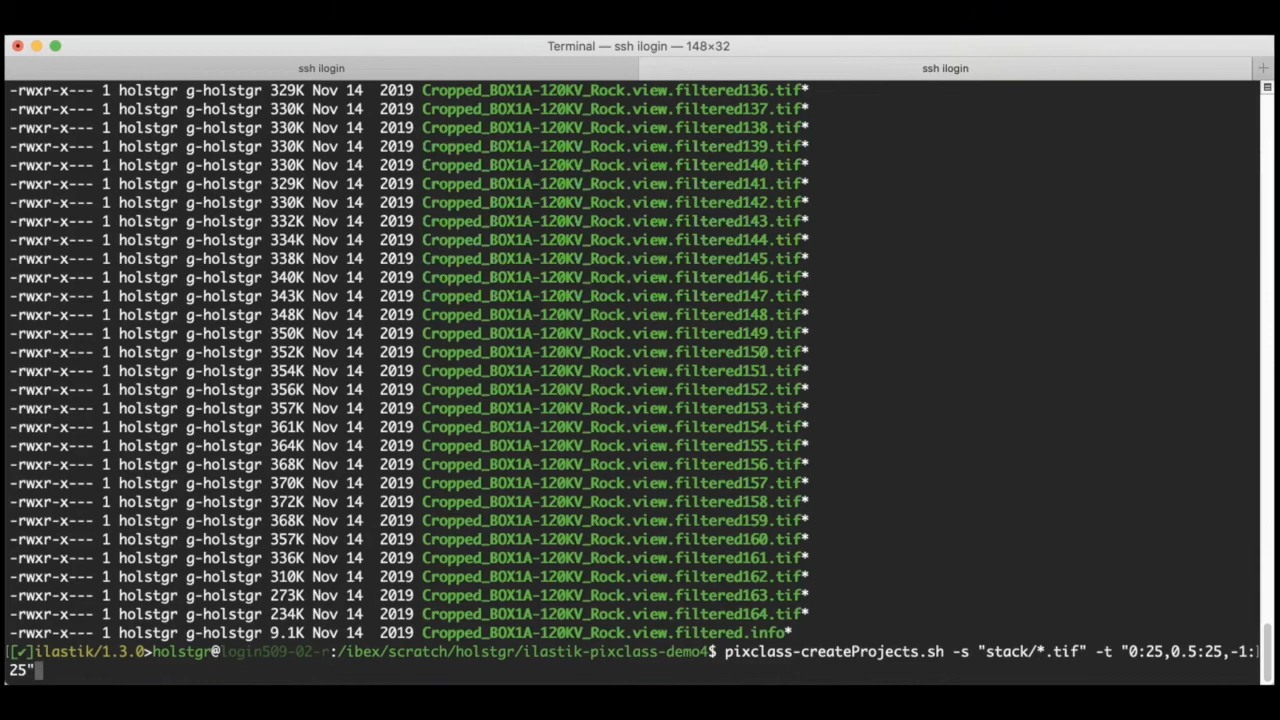 Terminal — ssh ilogin — 148×32
ssh ilogin
ssh ilogin
-rwxr-x--- 1 holstgr g-holstgr 329K Nov 14  2019 Cropped_BOX1A-120KV_Rock.view.filtered136.tif*
-rwxr-x--- 1 holstgr g-holstgr 330K Nov 14  2019 Cropped_BOX1A-120KV_Rock.view.filtered137.tif*
-rwxr-x--- 1 holstgr g-holstgr 330K Nov 14  2019 Cropped_BOX1A-120KV_Rock.view.filtered138.tif*
-rwxr-x--- 1 holstgr g-holstgr 330K Nov 14  2019 Cropped_BOX1A-120KV_Rock.view.filtered139.tif*
-rwxr-x--- 1 holstgr g-holstgr 330K Nov 14  2019 Cropped_BOX1A-120KV_Rock.view.filtered140.tif*
-rwxr-x--- 1 holstgr g-holstgr 329K Nov 14  2019 Cropped_BOX1A-120KV_Rock.view.filtered141.tif*
-rwxr-x--- 1 holstgr g-holstgr 330K Nov 14  2019 Cropped_BOX1A-120KV_Rock.view.filtered142.tif*
-rwxr-x--- 1 holstgr g-holstgr 332K Nov 14  2019 Cropped_BOX1A-120KV_Rock.view.filtered143.tif*
-rwxr-x--- 1 holstgr g-holstgr 334K Nov 14  2019 Cropped_BOX1A-120KV_Rock.view.filtered144.tif*
-rwxr-x--- 1 holstgr g-holstgr 338K Nov 14  2019 Cropped_BOX1A-120KV_Rock.view.filtered145.tif*
-rwxr-x--- 1 holstgr g-holstgr 340K Nov 14  2019 Cropped_BOX1A-120KV_Rock.view.filtered146.tif*
-rwxr-x--- 1 holstgr g-holstgr 343K Nov 14  2019 Cropped_BOX1A-120KV_Rock.view.filtered147.tif*
-rwxr-x--- 1 holstgr g-holstgr 348K Nov 14  2019 Cropped_BOX1A-120KV_Rock.view.filtered148.tif*
-rwxr-x--- 1 holstgr g-holstgr 350K Nov 14  2019 Cropped_BOX1A-120KV_Rock.view.filtered149.tif*
-rwxr-x--- 1 holstgr g-holstgr 352K Nov 14  2019 Cropped_BOX1A-120KV_Rock.view.filtered150.tif*
-rwxr-x--- 1 holstgr g-holstgr 354K Nov 14  2019 Cropped_BOX1A-120KV_Rock.view.filtered151.tif*
-rwxr-x--- 1 holstgr g-holstgr 356K Nov 14  2019 Cropped_BOX1A-120KV_Rock.view.filtered152.tif*
-rwxr-x--- 1 holstgr g-holstgr 357K Nov 14  2019 Cropped_BOX1A-120KV_Rock.view.filtered153.tif*
-rwxr-x--- 1 holstgr g-holstgr 361K Nov 14  2019 Cropped_BOX1A-120KV_Rock.view.filtered154.tif*
-rwxr-x--- 1 holstgr g-holstgr 364K Nov 14  2019 Cropped_BOX1A-120KV_Rock.view.filtered155.tif*
-rwxr-x--- 1 holstgr g-holstgr 368K Nov 14  2019 Cropped_BOX1A-120KV_Rock.view.filtered156.tif*
-rwxr-x--- 1 holstgr g-holstgr 370K Nov 14  2019 Cropped_BOX1A-120KV_Rock.view.filtered157.tif*
-rwxr-x--- 1 holstgr g-holstgr 372K Nov 14  2019 Cropped_BOX1A-120KV_Rock.view.filtered158.tif*
-rwxr-x--- 1 holstgr g-holstgr 368K Nov 14  2019 Cropped_BOX1A-120KV_Rock.view.filtered159.tif*
-rwxr-x--- 1 holstgr g-holstgr 357K Nov 14  2019 Cropped_BOX1A-120KV_Rock.view.filtered160.tif*
-rwxr-x--- 1 holstgr g-holstgr 336K Nov 14  2019 Cropped_BOX1A-120KV_Rock.view.filtered161.tif*
-rwxr-x--- 1 holstgr g-holstgr 310K Nov 14  2019 Cropped_BOX1A-120KV_Rock.view.filtered162.tif*
-rwxr-x--- 1 holstgr g-holstgr 273K Nov 14  2019 Cropped_BOX1A-120KV_Rock.view.filtered163.tif*
-rwxr-x--- 1 holstgr g-holstgr 234K Nov 14  2019 Cropped_BOX1A-120KV_Rock.view.filtered164.tif*
-rwxr-x--- 1 holstgr g-holstgr 9.1K Nov 14  2019 Cropped_BOX1A-120KV_Rock.view.filtered.info*
[✔]ilastik/1.3.0>holstgr@login509-02-r:/ibex/scratch/holstgr/ilastik-pixclass-demo4$ pixclass-createProjects.sh -s "stack/*.tif" -t "0:25,0.5:25,-1:
25"